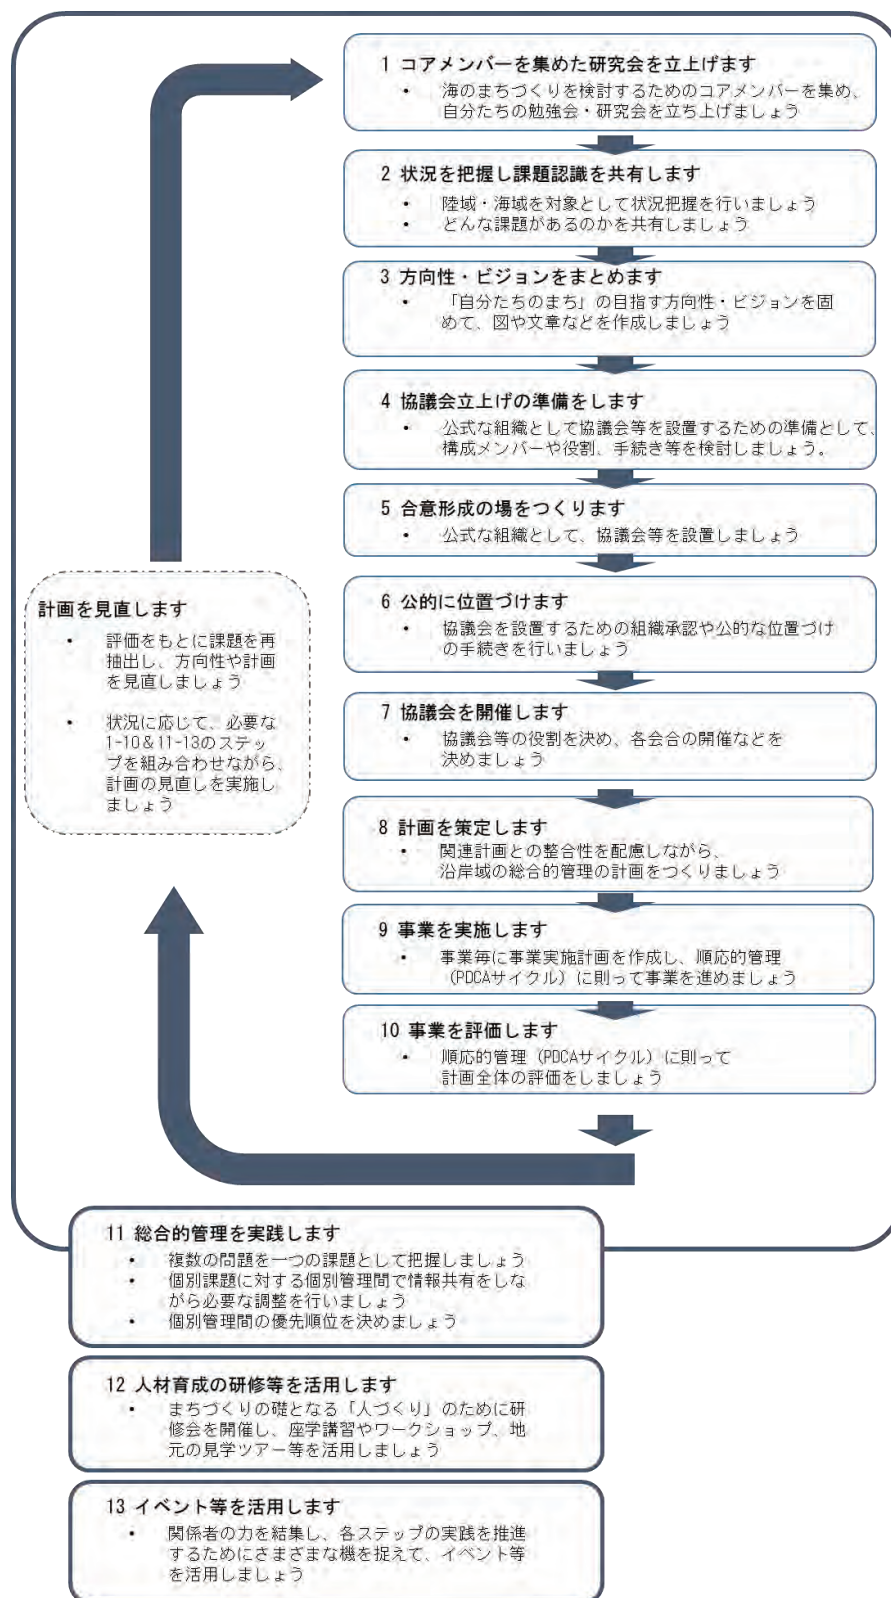 1 コアメンバーを集めた研究会を立上げます
• 海のまちづくりを検討するためのコアメンバーを集め、
自分たちの勉強会・研究会を立ち上げましょう
2 状況を把握し課題認識を共有します
• 陸域・海域を対象として状況把握を行いましょう
• どんな課題があるのかを共有しましょう
3 方向性・ビジョンをまとめます
• 「自分たちのまち」の目指す方向性・ビジョンを固
めて、図や文章などを作成しましょう
4 協議会立上げの準備をします
• 公式な組織として協議会等を設置するための準備として、
構成メンバーや役割、手続き等を検討しましょう。
5 合意形成の場をつくります
• 公式な組織として、協議会等を設置しましょう
6 公的に位置づけます
• 協議会を設置するための組織承認や公的な位置づけ
の手続きを行いましょう
7 協議会を開催します
• 協議会等の役割を決め、各会合の開催などを
決めましょう
8 計画を策定します
• 関連計画との整合性を配慮しながら、
沿岸域の総合的管理の計画をつくりましょう
9 事業を実施します
• 事業毎に事業実施計画を作成し、順応的管理
(PDCAサイクル) に則って事業を進めましょう
10 事業を評価します
• 順応的管理 (PDCAサイクル) に則って
計画全体の評価をしましょう
計画を見直します
• 評価をもとに課題を再
抽出し、方向性や計画
を見直しましょう
• 状況に応じて、必要な
1-10&11-13のステッ
プを組み合わせながら、
計画の見直しを実施し
ましょう
11 総合的管理を実践します
• 複数の問題を一つの課題として把握しましょう
• 個別課題に対する個別管理間で情報共有をしな
がら必要な調整を行いましょう
• 個別管理間の優先順位を決めましょう
12 人材育成の研修等を活用します
• まちづくりの礎となる「人づくり」のために研
修会を開催し、座学講習やワークショップ、地
元の見学ツアー等を活用しましょう
13 イベント等を活用します
• 関係者の力を結集し、各ステップの実践を推進
するためにさまざまな機を捉えて、イベント等
を活用しましょう